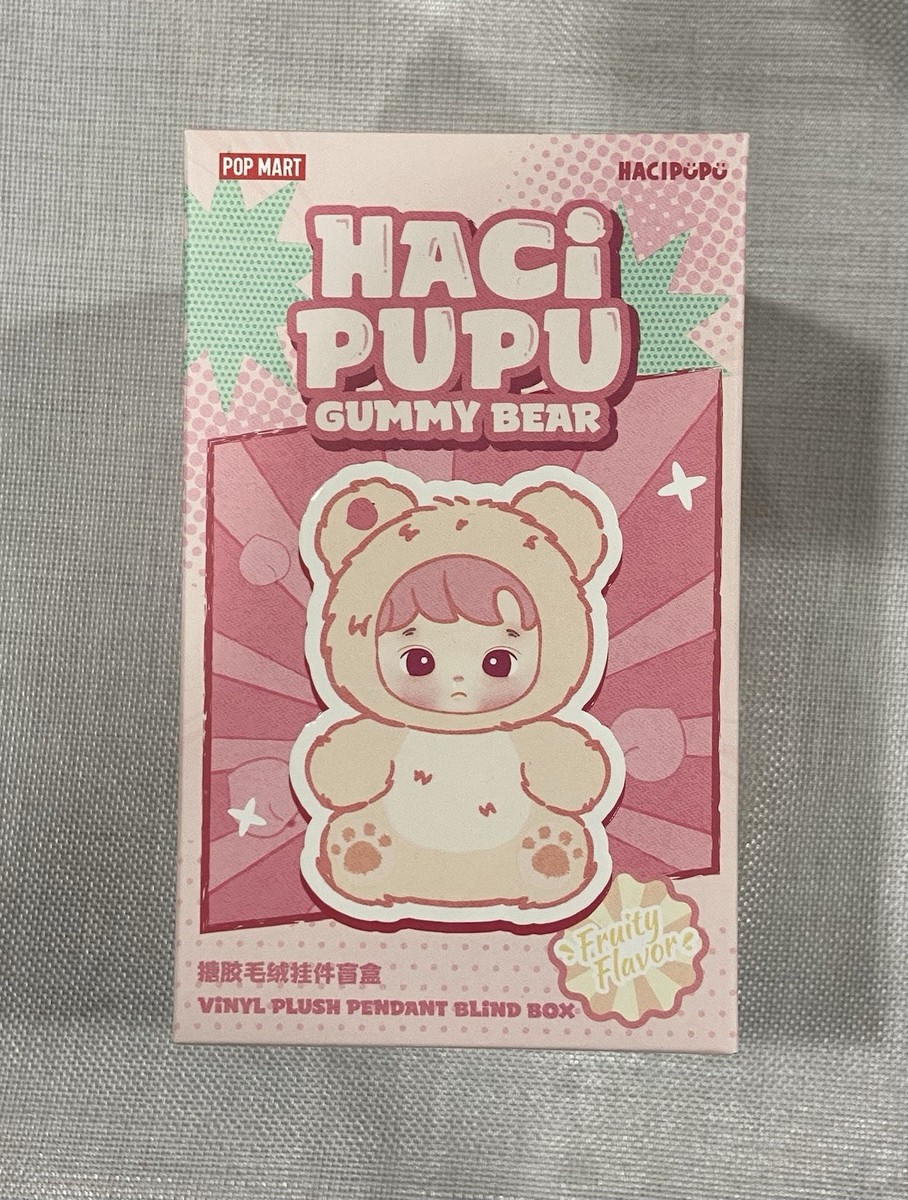 POP MART
HACIPÜPÜ
HACi
PUPU
GUMMY BEAR
Fruity
Flavor
搪胶毛绒挂件盲盒
ViNYL PLUSH PENDANT BLiND BOX